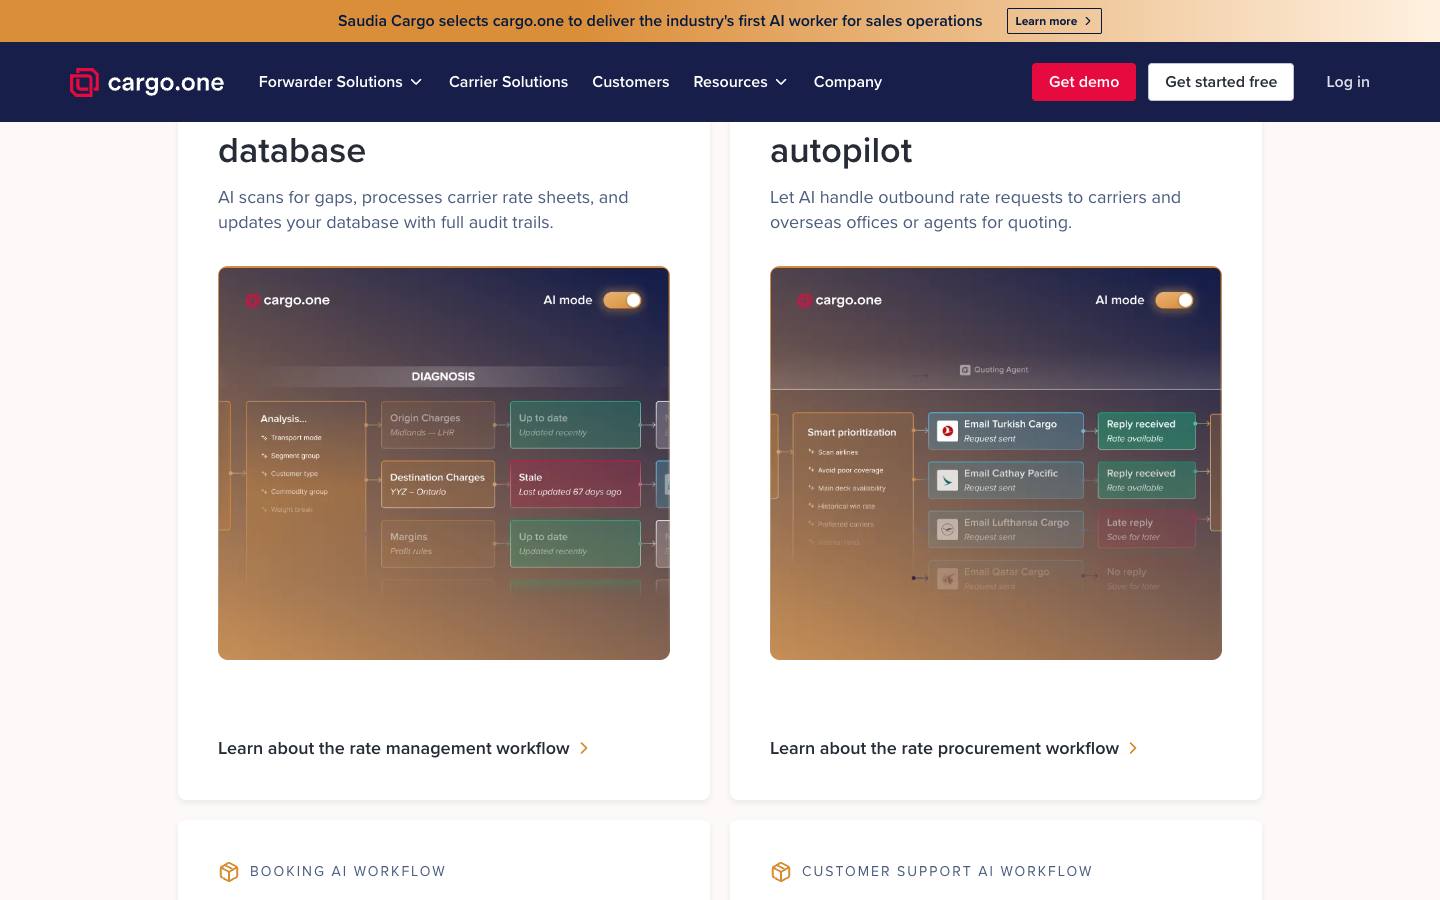 Saudia Cargo selects cargo.one to deliver the industry's first AI worker for sales operations
Learn more
cargo.one
Forwarder Solutions
Carrier Solutions
Customers
Resources
Company
Get demo
Get started free
Log in
database
AI scans for gaps, processes carrier rate sheets, and
updates your database with full audit trails.
cargo.one
AI mode
DIAGNOSIS
Analysis...
Transport mode
Segment group
Customer type
Commodity group
Weight break
Origin Charges
Midlands — LHR
Up to date
Updated recently
Destination Charges
YYZ – Ontario
Stale
Last updated 67 days ago
Margins
Profit rules
Up to date
Updated recently
Learn about the rate management workflow
autopilot
Let AI handle outbound rate requests to carriers and
overseas offices or agents for quoting.
cargo.one
AI mode
Quoting Agent
Smart prioritization
Scan airlines
Avoid poor coverage
Main deck availability
Historical win rate
Preferred carriers
Email Turkish Cargo
Request sent
Reply received
Rate available
Email Cathay Pacific
Request sent
Reply received
Rate available
Email Lufthansa Cargo
Request sent
Late reply
Save for later
Email Qatar Cargo
Request sent
No reply
Save for later
Learn about the rate procurement workflow
BOOKING AI WORKFLOW
CUSTOMER SUPPORT AI WORKFLOW